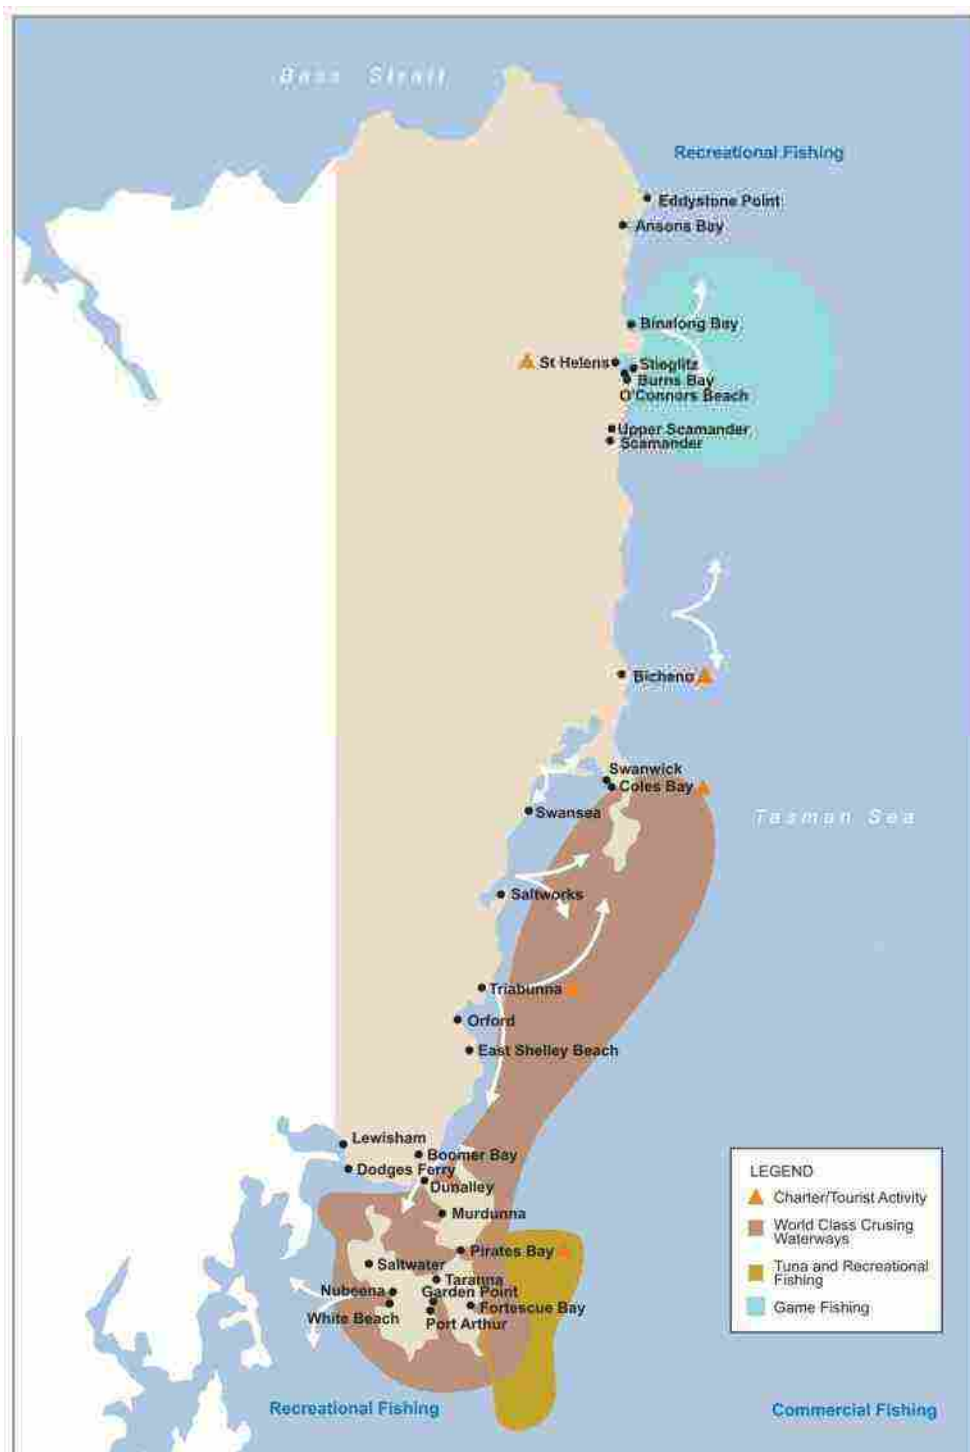 Bass Strait
Recreational Fishing
Eddystone Point
Ansons Bay
Binalong Bay
St Helens
Stieglitz
Burns Bay
O'Connors Beach
Upper Scamander
Scamander
Bicheno
Swanwick
Coles Bay
Swansea
Tasman Sea
Saltworks
Triabunna
Orford
East Shelley Beach
Lewisham
Boomer Bay
Dodges Ferry
Dunalley
Murdunna
Pirates Bay
Saltwater
Taranna
Nubeena
Garden Point
Fortescue Bay
White Beach
Port Arthur
LEGEND
Charter/Tourist Activity
World Class Crusing
Waterways
Tuna and Recreational
Fishing
Game Fishing
Recreational Fishing
Commercial Fishing